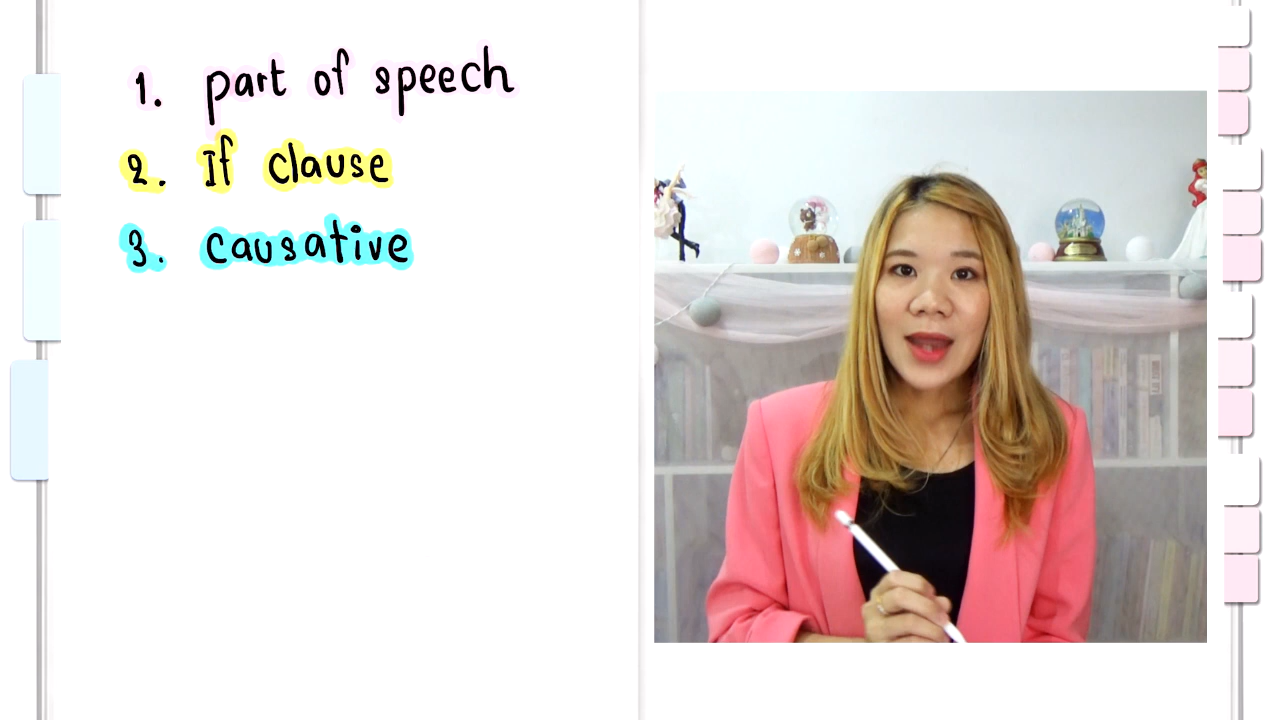 1. part of speech
2. If clause
3. causative